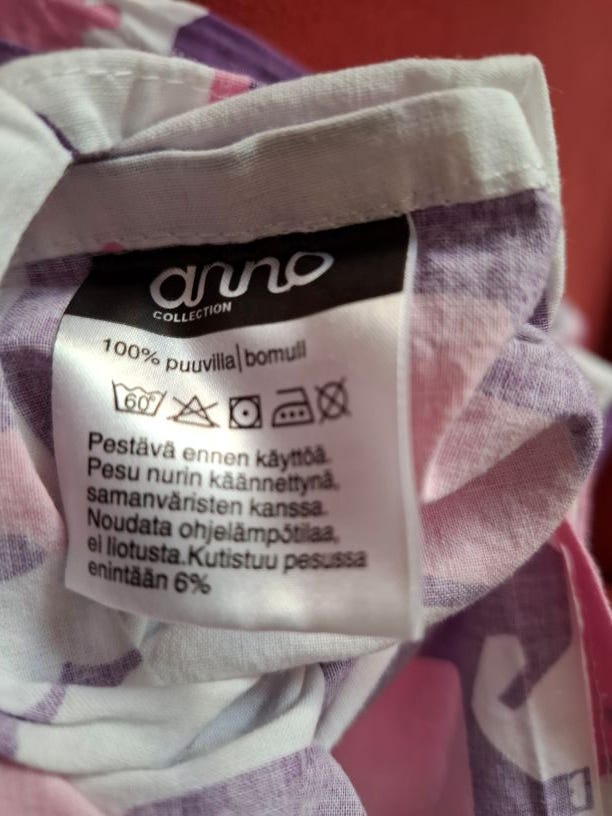 anno
COLLECTION
100% puuvilla|bomull
60°
Pestävä ennen käyttöä.
Pesu nurin käännettynä,
samanväristen kanssa.
Noudata ohjelämpötilaa,
ei liotusta.Kutistuu pesussa
enintään 6%